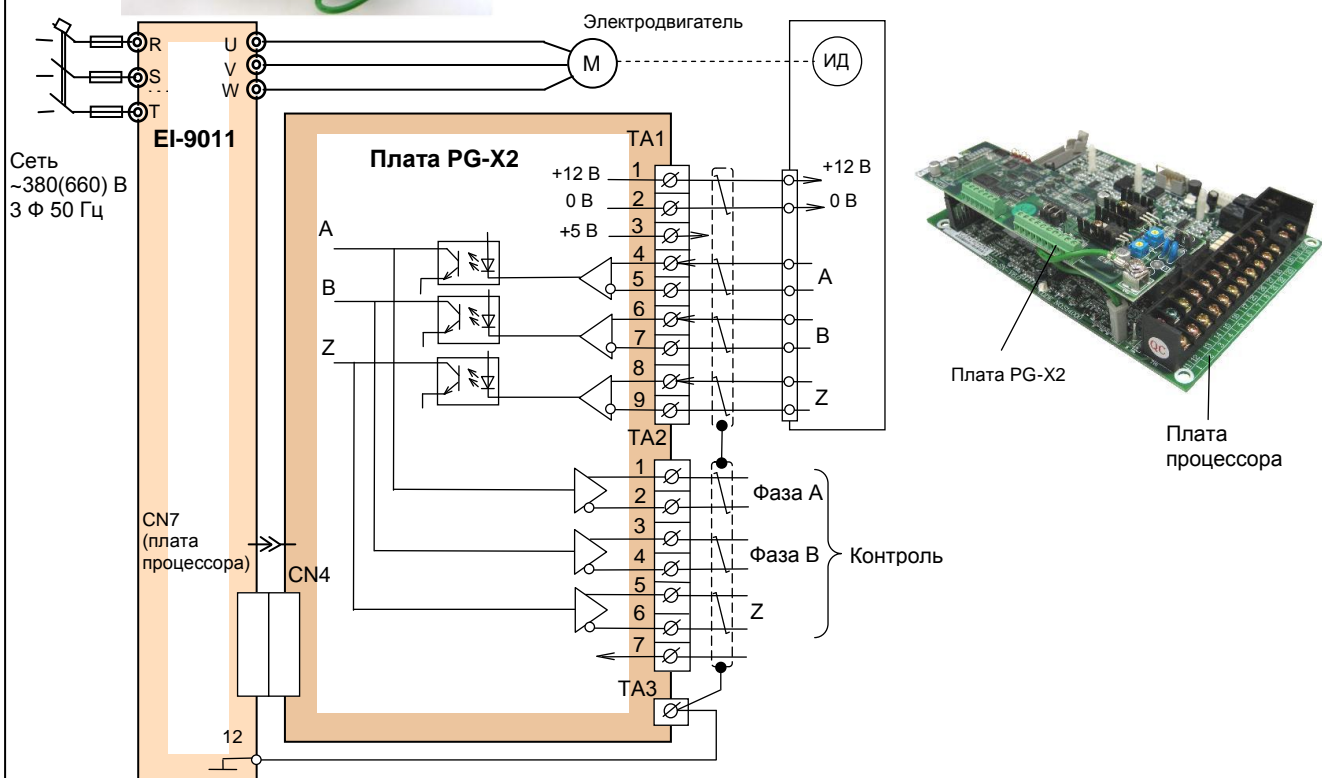 Электродвигатель
R
U
S
V
W
T
M
ИД
EI-9011
Сеть
~380(660) В
3 Ф 50 Гц
Плата PG-X2
TA1
+12 В
1
+12 В
0 В
2
0 В
+5 В
3
A
4
5
A
B
6
7
B
Z
8
9
Z
TA2
1
2
Фаза А
3
4
Фаза В
Контроль
5
6
Z
7
TA3
CN7
(плата
процессора)
CN4
12
Плата PG-X2
Плата
процессора
QC